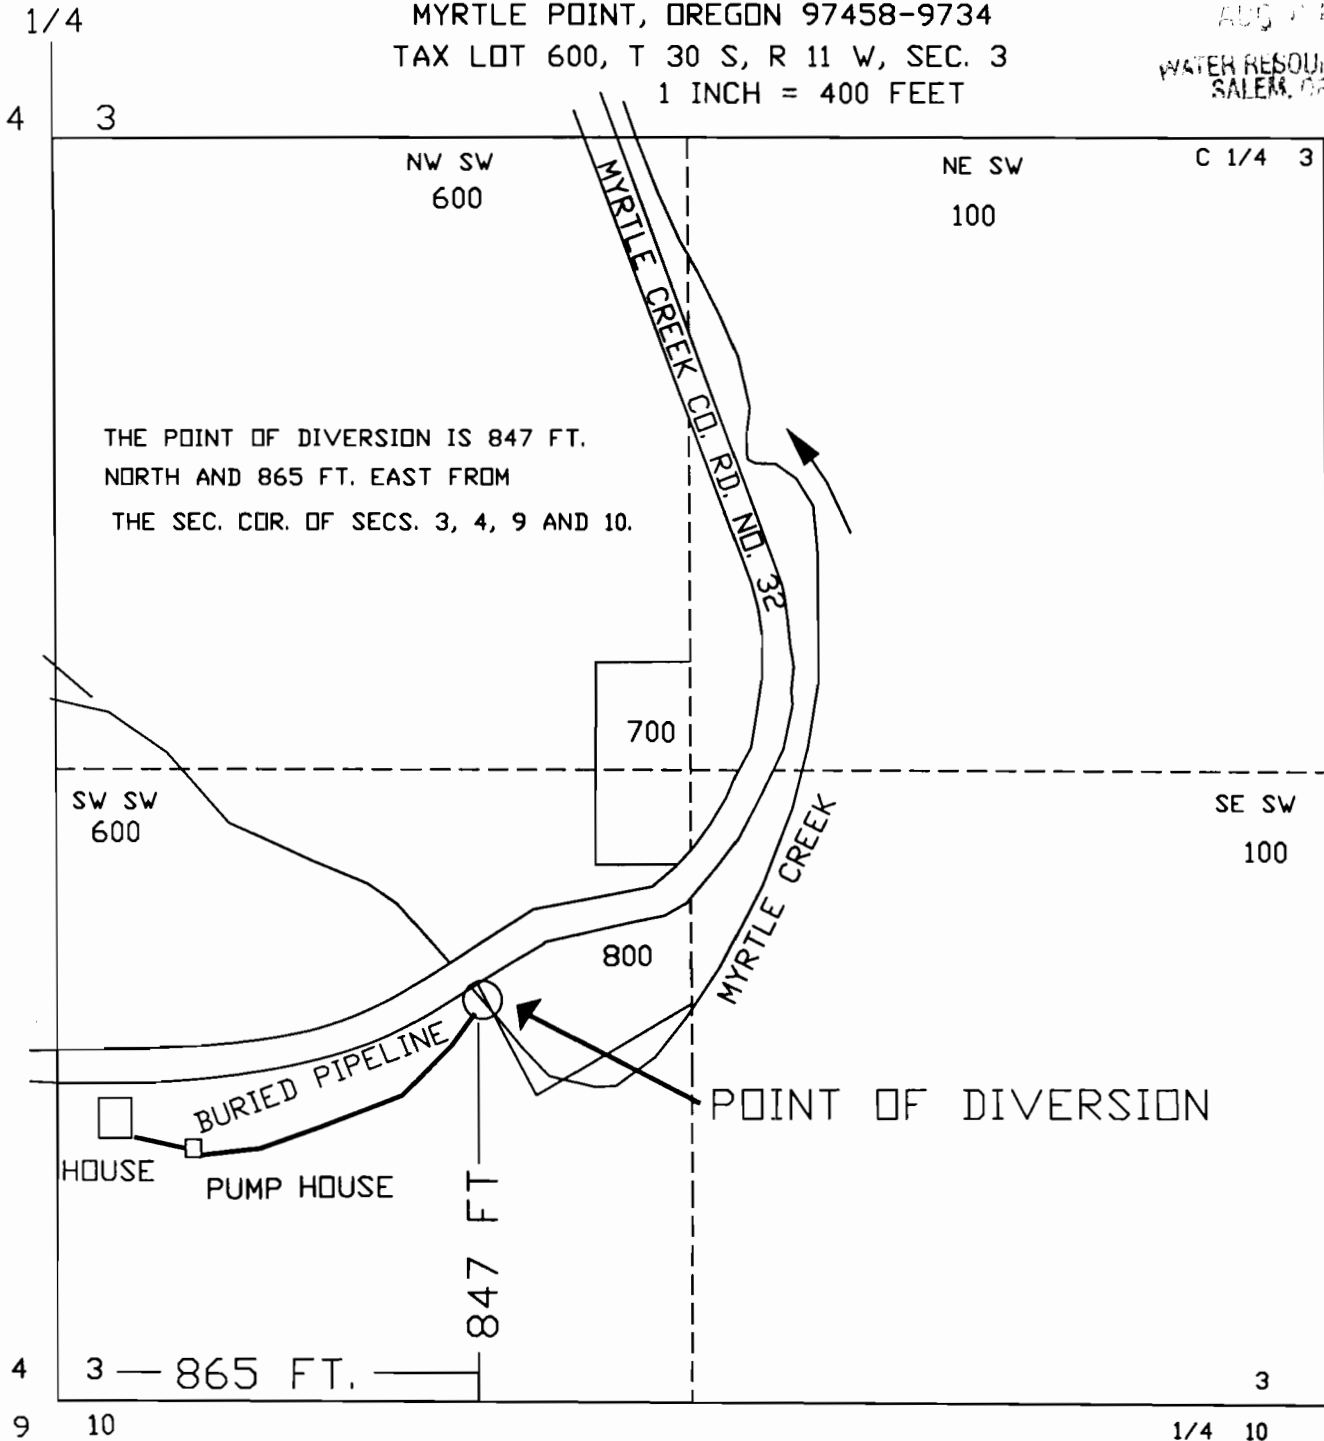 1/4
MYRTLE POINT, OREGON 97458-9734
TAX LOT 600, T 30 S, R 11 W, SEC. 3
1 INCH = 400 FEET
WATER
SALEM,
4 3
NW SW
600
NE SW
100
C 1/4 3
MYRTLE CREEK CO. RD. NO. 32
THE POINT OF DIVERSION IS 847 FT.
NORTH AND 865 FT. EAST FROM
THE SEC. COR. OF SECS. 3, 4, 9 AND 10.
700
SW SW
600
SE SW
100
MYRTLE CREEK
800
BURIED PIPELINE
POINT OF DIVERSION
HOUSE
PUMP HOUSE
847 FT
4 3 865 FT.
3
9 10
1/4 10